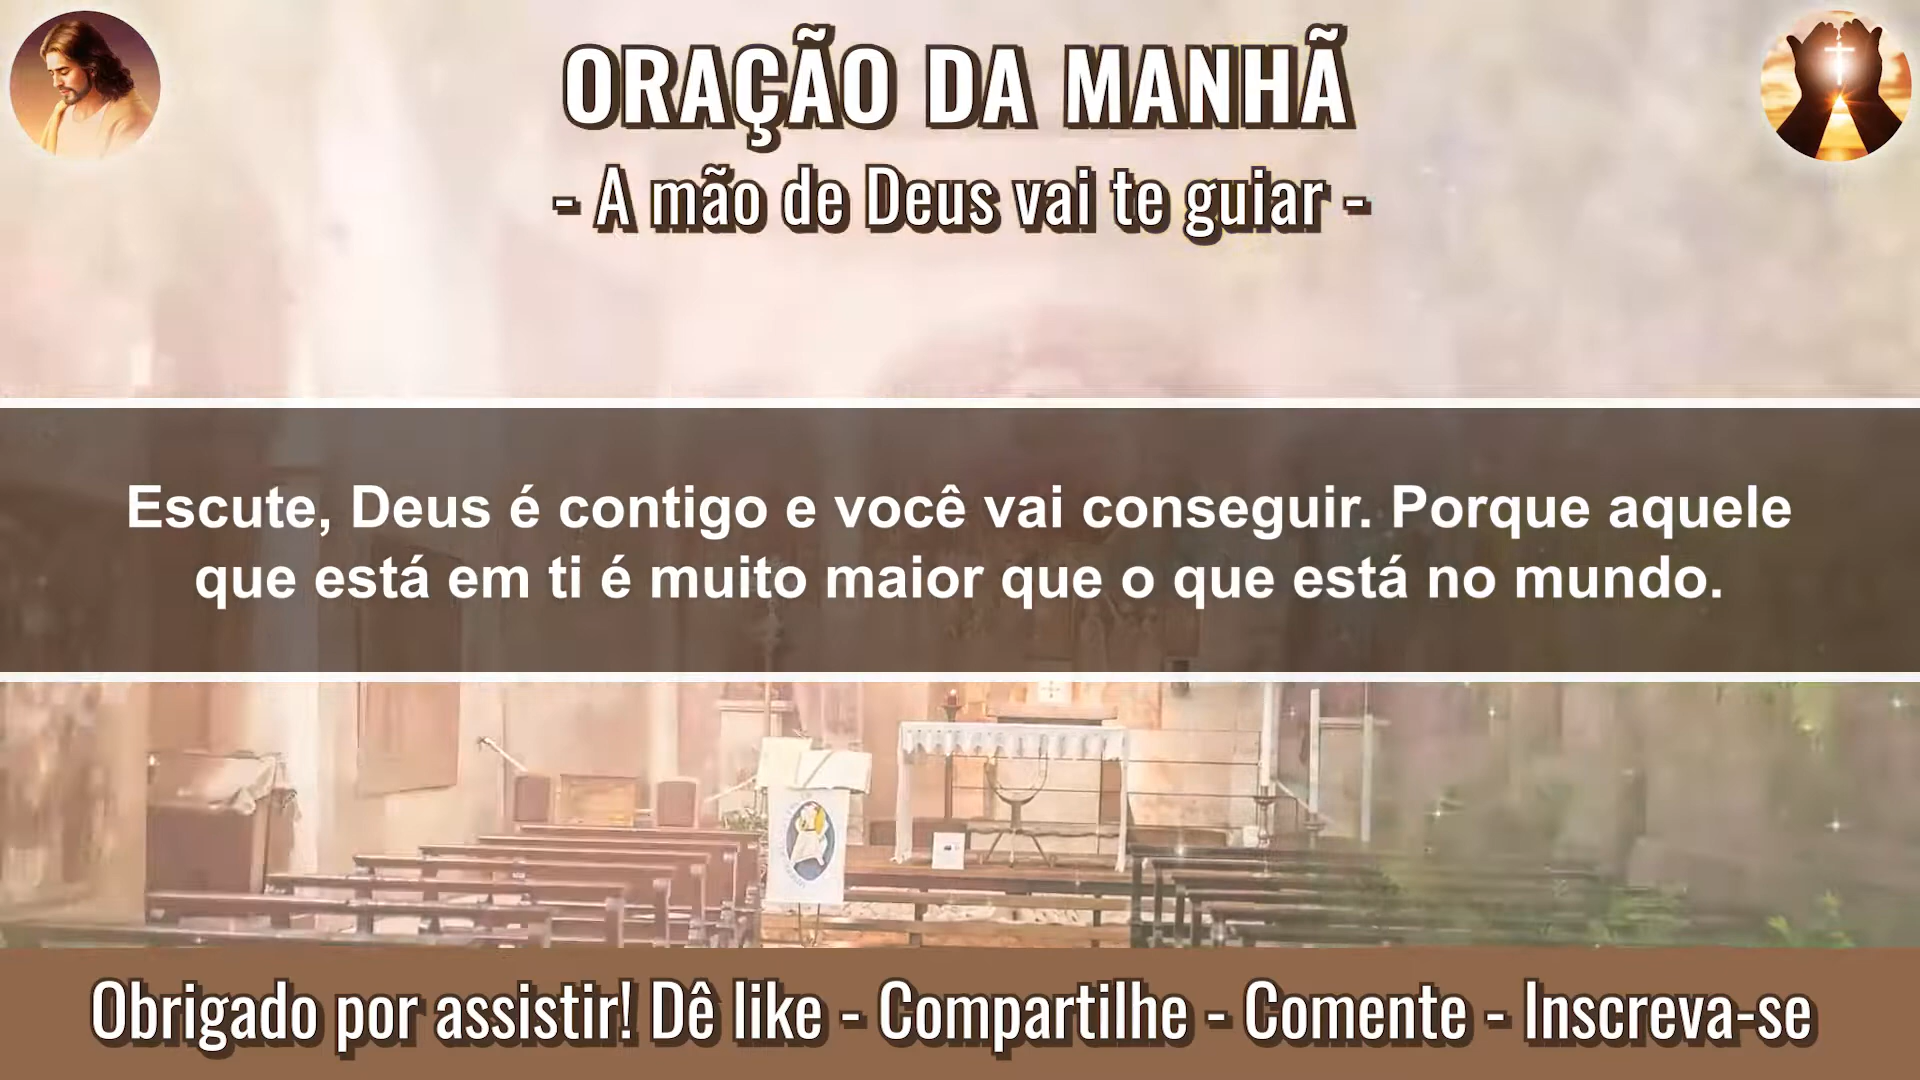 ORAÇÃO DA MANHÃ
- A mão de Deus vai te guiar -
Escute, Deus é contigo e você vai conseguir. Porque aquele
que está em ti é muito maior que o que está no mundo.
Obrigado por assistir! Dê like - Compartilhe - Comente - Inscreva-se